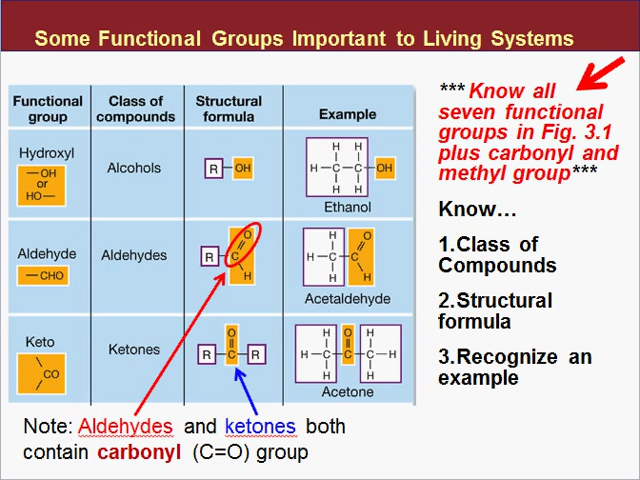 Some Functional Groups Important to Living Systems
Functional group
Class of compounds
Structural formula
Example
Hydroxyl
—OH
or
HO—
Alcohols
R—OH
H H
H—C—C—OH
H H
Ethanol
Aldehyde
—CHO
Aldehydes
O
R—C
H
H O
H—C—C
H H
Acetaldehyde
Keto
CO
Ketones
O
R—C—R
H O H
H—C—C—C—H
H H
Acetone
*** Know all
seven functional
groups in Fig. 3.1
plus carbonyl and
methyl group***
Know…
1.Class of
Compounds
2.Structural
formula
3.Recognize an
example
Note: Aldehydes and ketones both
contain carbonyl (C=O) group